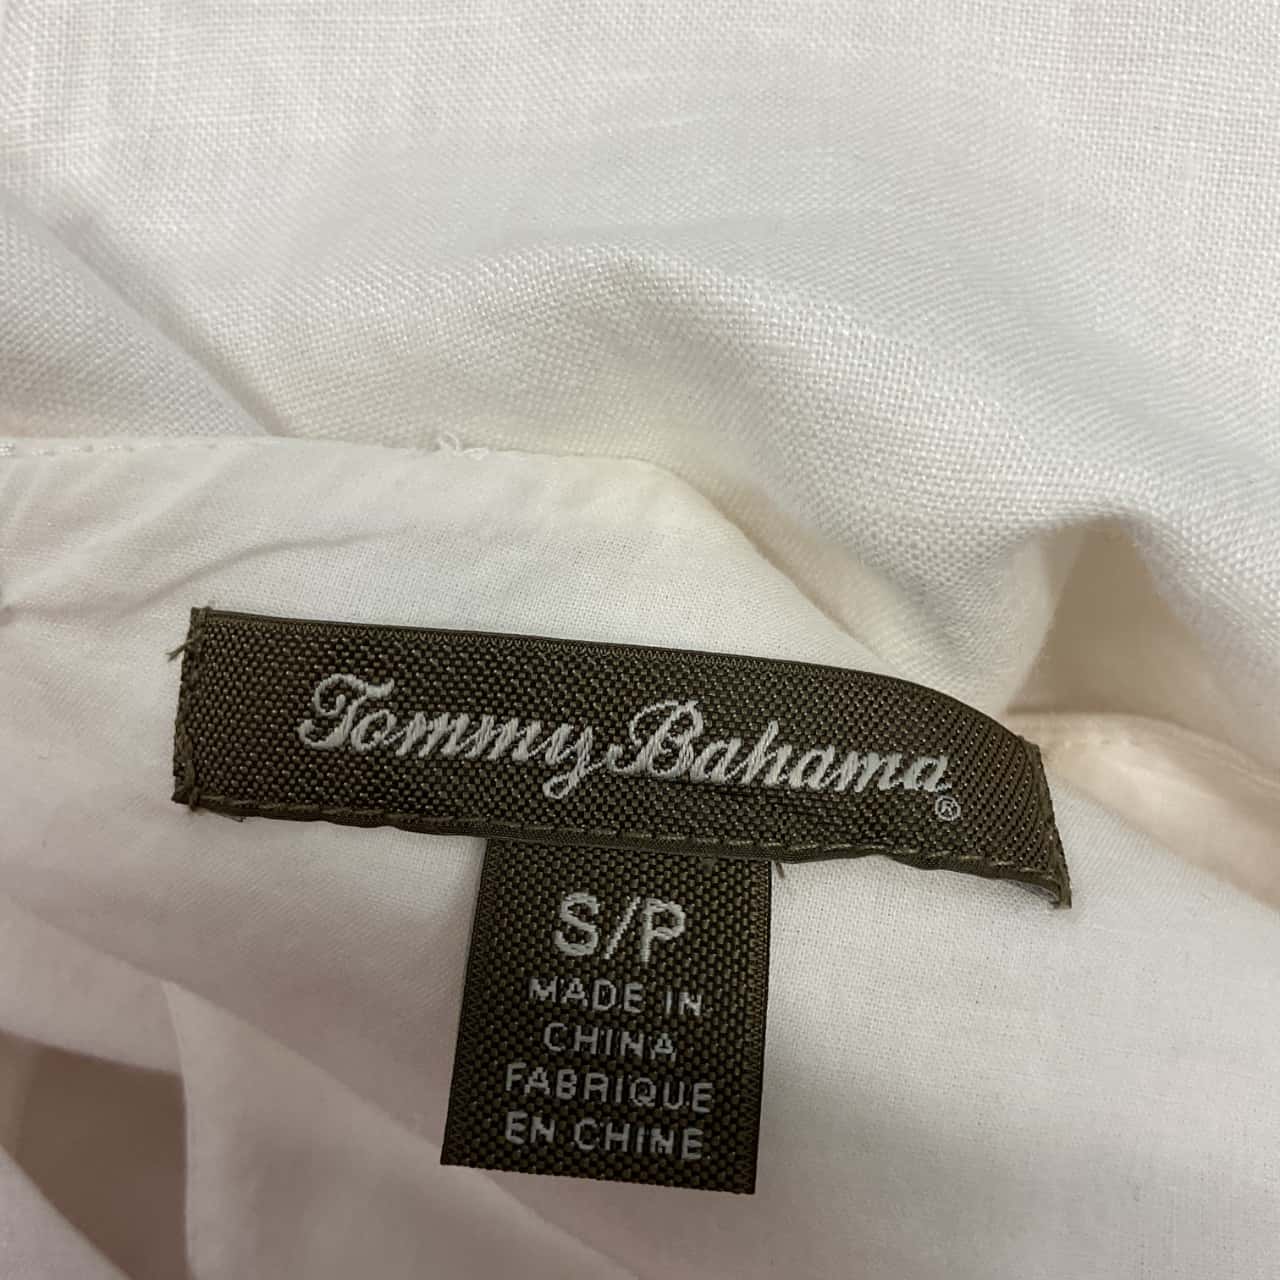 Tommy Bahama®
S/P
MADE IN
CHINA
FABRIQUE
EN CHINE